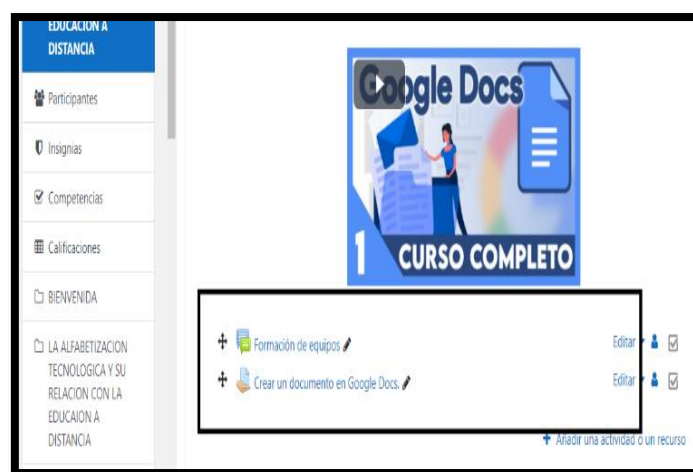 EDUCACIÓN A
DISTANCIA
Participantes
Insignias
Competencias
Calificaciones
BIENVENIDA
LA ALFABETIZACION
TECNOLOGICA Y SU
RELACION CON LA
EDUCAION A
DISTANCIA
Google Docs
1 CURSO COMPLETO
Formación de equipos
Editar
Crear un documento en Google Docs.
Editar
Añadir una actividad o un recurso